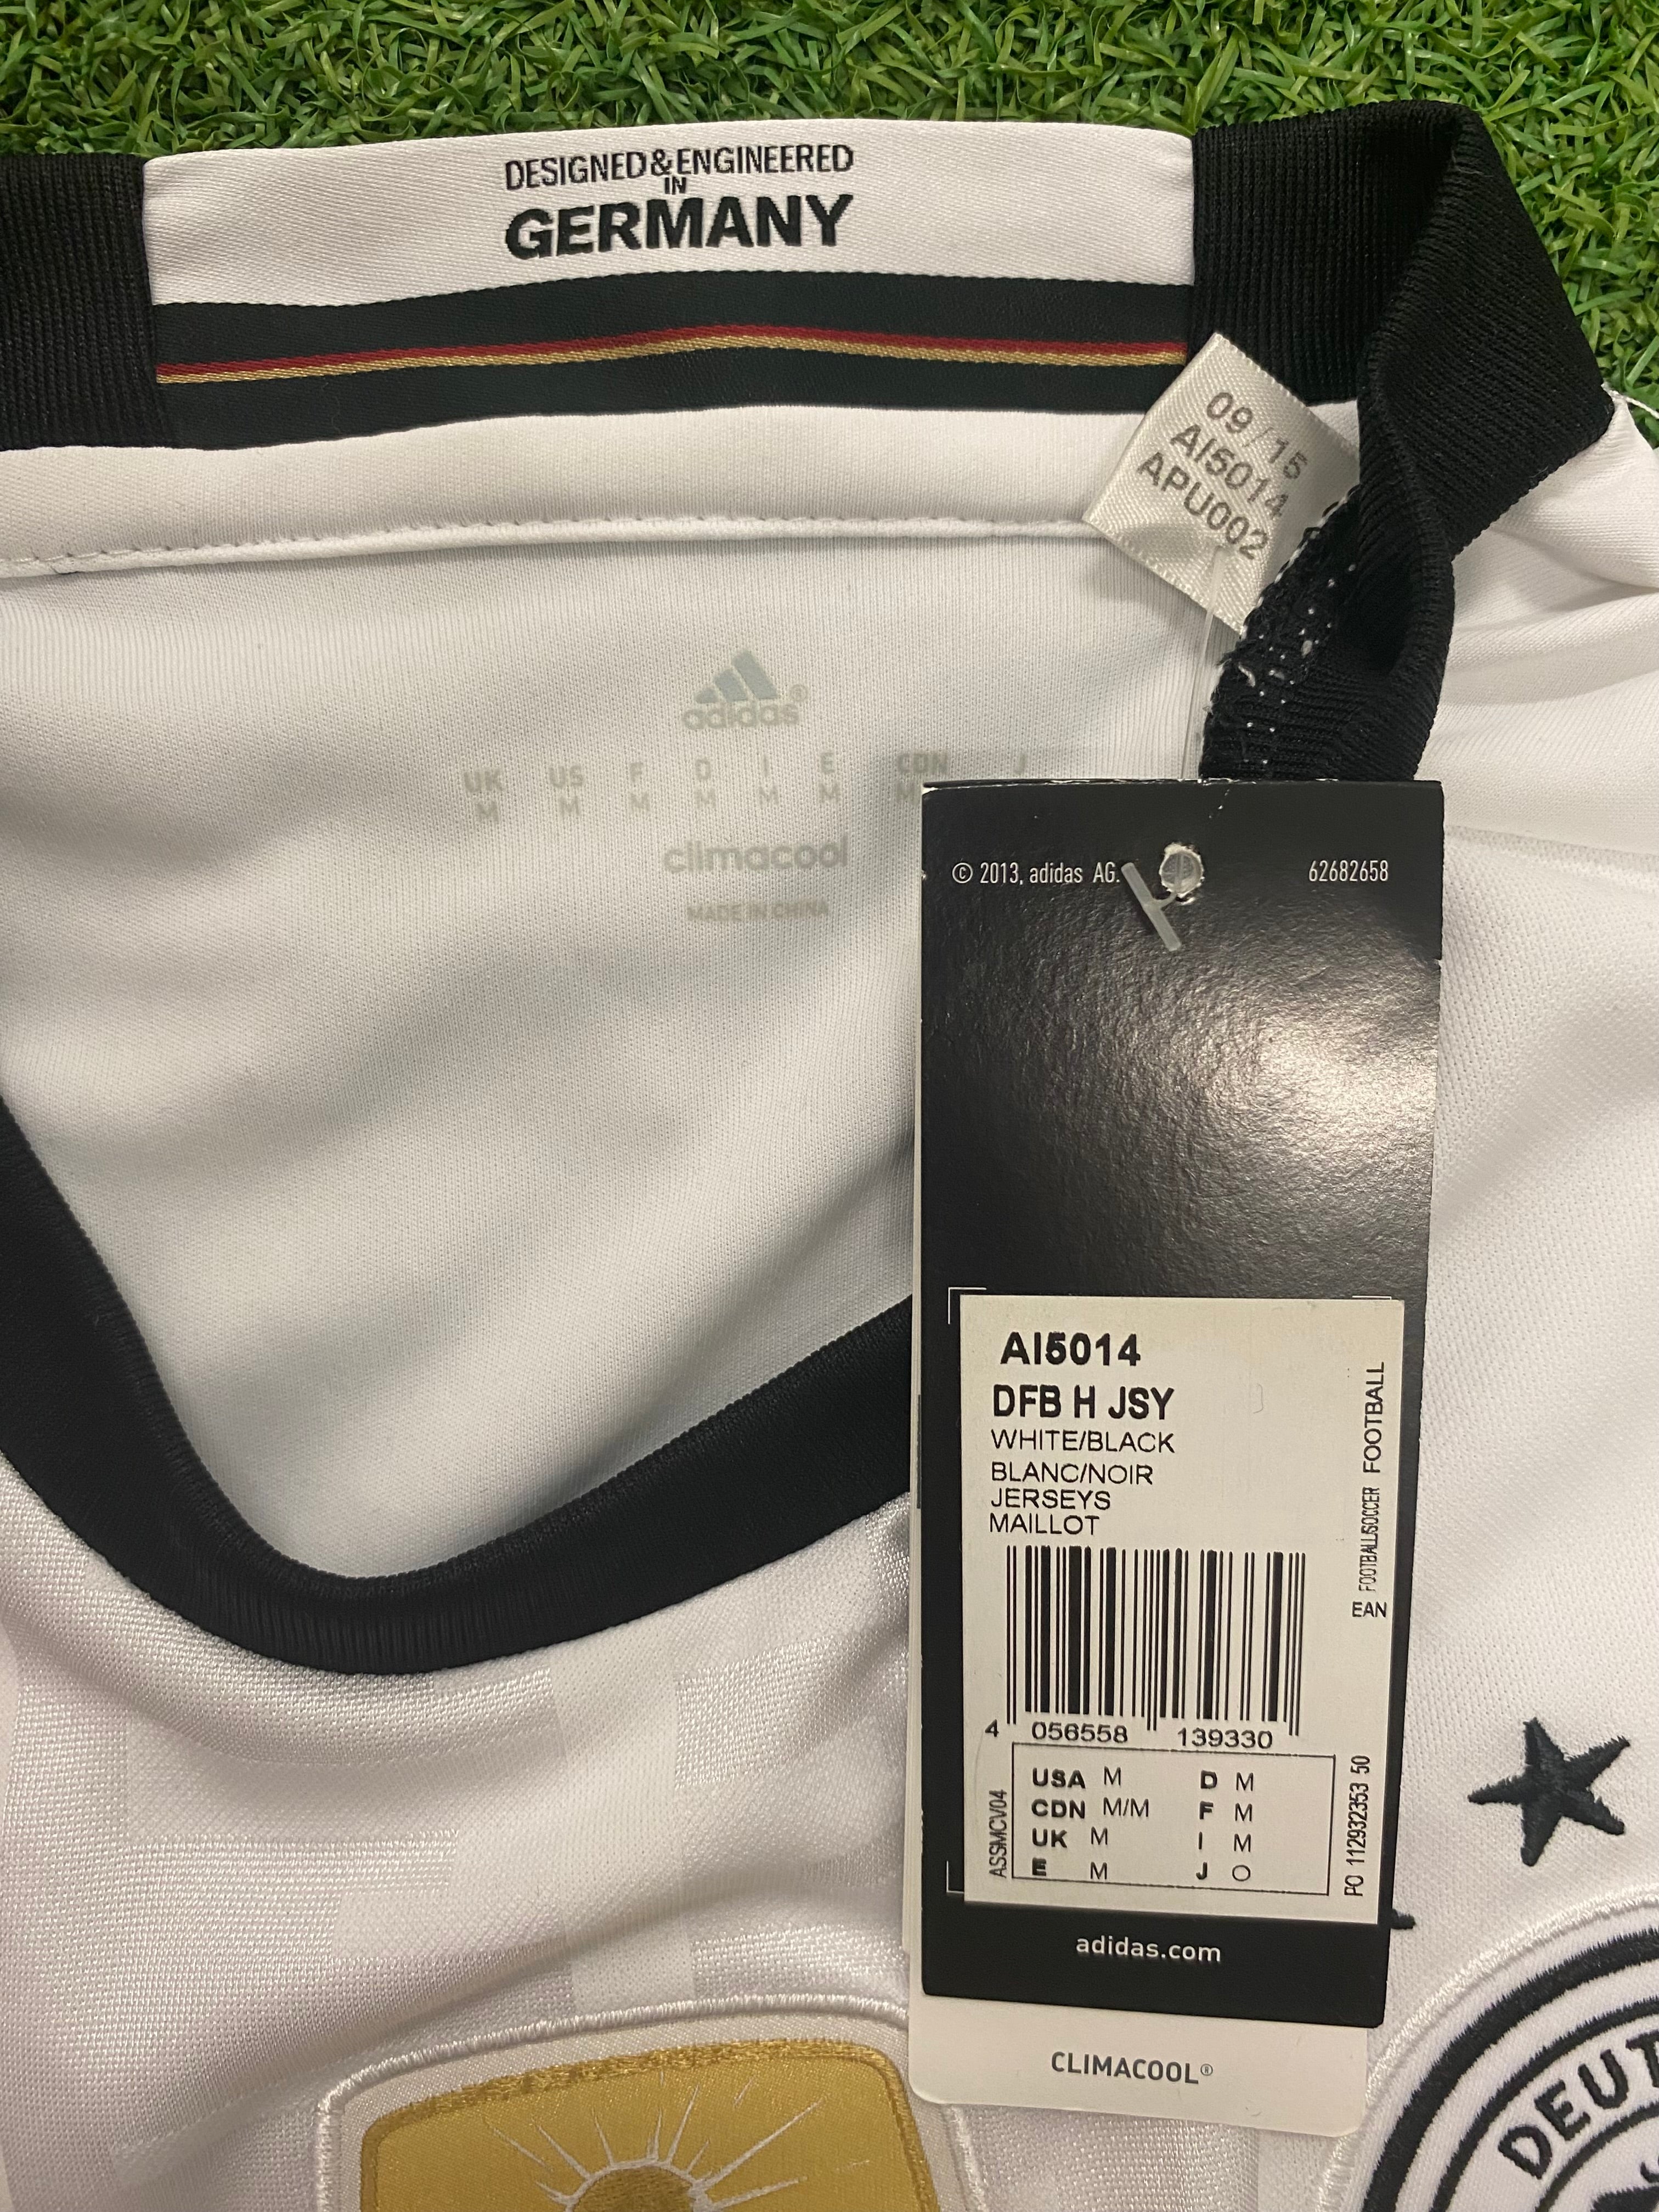 DESIGNED & ENGINEERED
IN
GERMANY
09/15
AI5014
APU002
adidas®
UK US F D I E CDN J
M M M M M M M
climacool
MADE IN CHINA
© 2013, adidas AG.
62682658
AI5014
DFB H JSY
WHITE/BLACK
BLANC/NOIR
JERSEYS
MAILLOT
EAN FOOTBALL/SOCCER FOOTBALL
4 056558 139330
USA M D M
CDN M/M F M
UK M I M
E M J O
ASSMCV04
PO 112932353 50
adidas.com
CLIMACOOL®